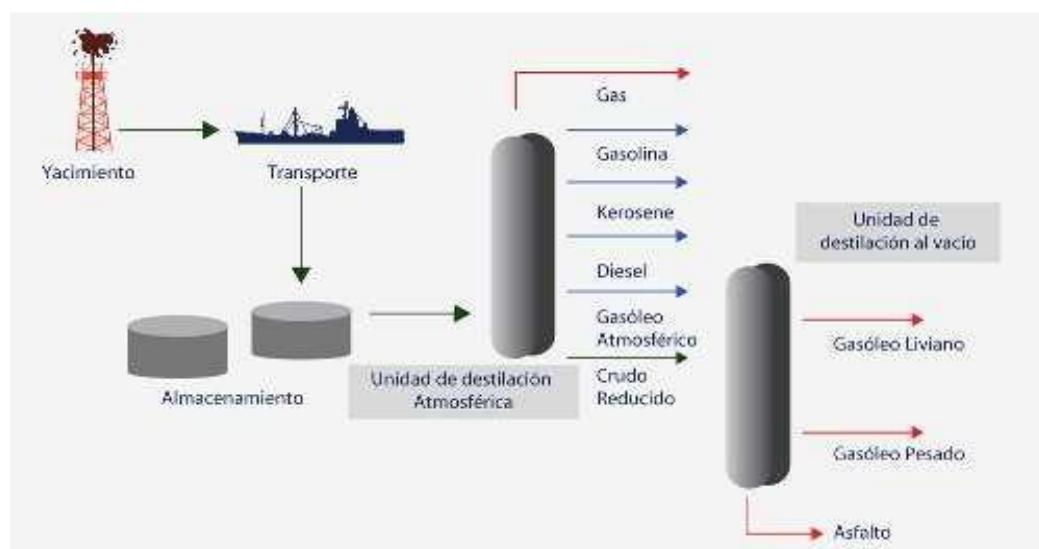 Yacimiento
Transporte
Almacenamiento
Unidad de destilación
Atmosférica
Gas
Gasolina
Kerosene
Diesel
Gasóleo
Atmosférico
Crudo
Reducido
Unidad de
destilación al vacio
Gasóleo Liviano
Gasóleo Pesado
Asfalto